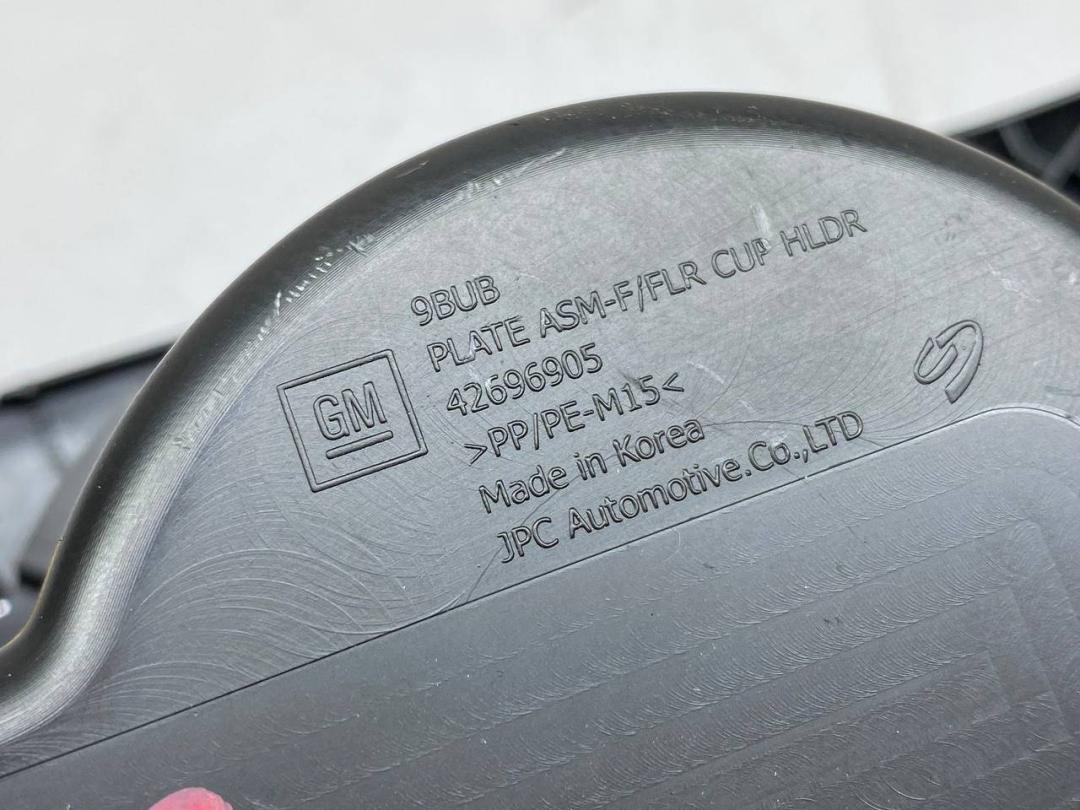 9BUB
PLATE ASM-F/FLR CUP HLDR
GM
42696905
>PP/PE-M15<
Made in Korea
JPC Automotive.Co.,LTD